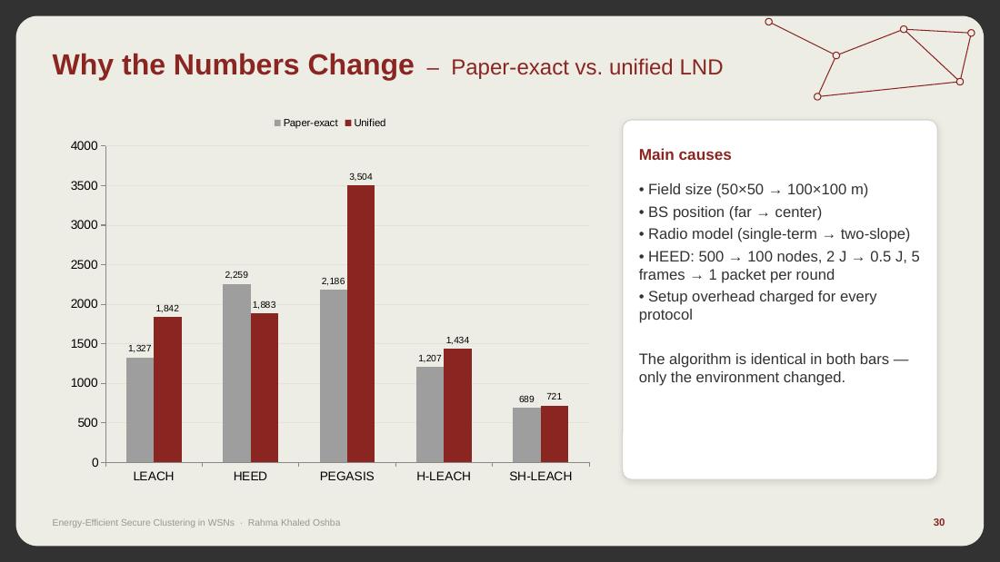 Why the Numbers Change – Paper-exact vs. unified LND
Paper-exact Unified
4000
3500
3000
2500
2000
1500
1000
500
0
1,327
1,842
2,259
1,883
2,186
3,504
1,207
1,434
689
721
LEACH HEED PEGASIS H-LEACH SH-LEACH
Main causes
• Field size (50×50 → 100×100 m)
• BS position (far → center)
• Radio model (single-term → two-slope)
• HEED: 500 → 100 nodes, 2 J → 0.5 J, 5
frames → 1 packet per round
• Setup overhead charged for every
protocol
The algorithm is identical in both bars —
only the environment changed.
Energy-Efficient Secure Clustering in WSNs · Rahma Khaled Oshba
30